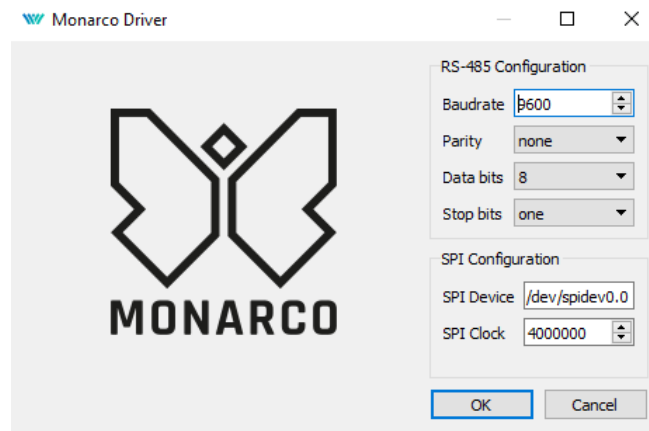 Monarco Driver
MONARCO
RS-485 Configuration
Baudrate 9600
Parity none
Data bits 8
Stop bits one
SPI Configuration
SPI Device /dev/spidev0.0
SPI Clock 4000000
OK Cancel